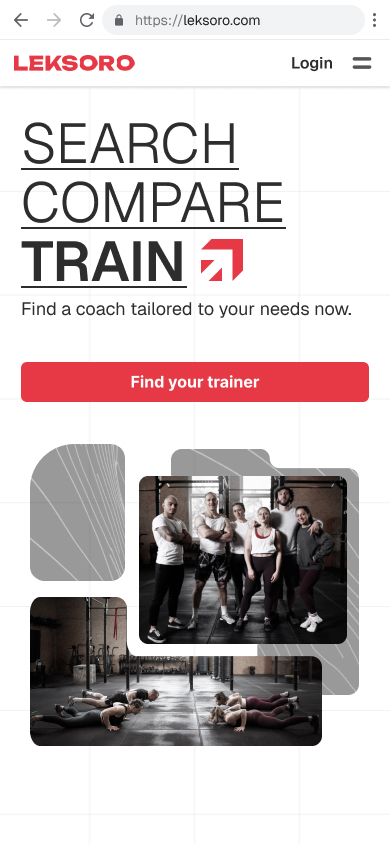 https://leksoro.com
LEKSORO
Login
SEARCH
COMPARE
TRAIN
Find a coach tailored to your needs now.
Find your trainer